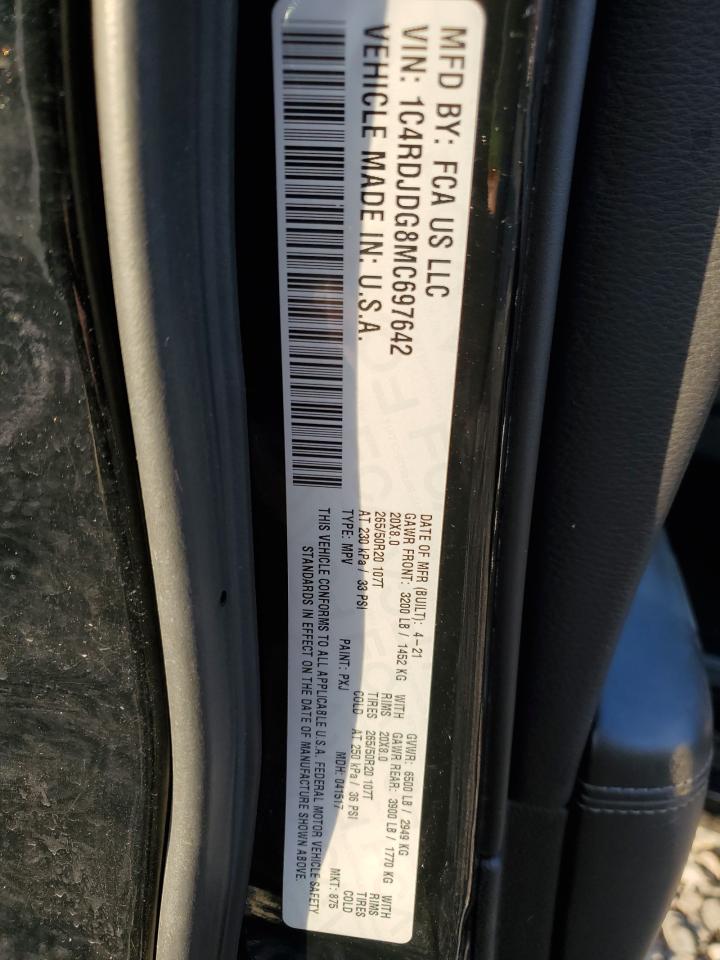 MFD BY: FCA US LLC
VIN: 1C4RDJDG8MC697642
VEHICLE MADE IN: U.S.A.
DATE OF MFR (BUILT): 4-21 GVWR: 6500 LB / 2949 KG
GAWR FRONT: 3200 LB / 1452 KG WITH GAWR REAR: 3900 LB / 1770 KG WITH
20X8.0 RIMS 20X8.0 RIMS
265/50R20 107T TIRES 265/50R20 107T TIRES
AT 230 kPa / 33 PSI COLD AT 250 kPa / 36 PSI COLD
TYPE: MPV PAINT: PXJ MDH: 041517 MKT: 875
THIS VEHICLE CONFORMS TO ALL APPLICABLE U.S.A. FEDERAL MOTOR VEHICLE SAFETY
STANDARDS IN EFFECT ON THE DATE OF MANUFACTURE SHOWN ABOVE.